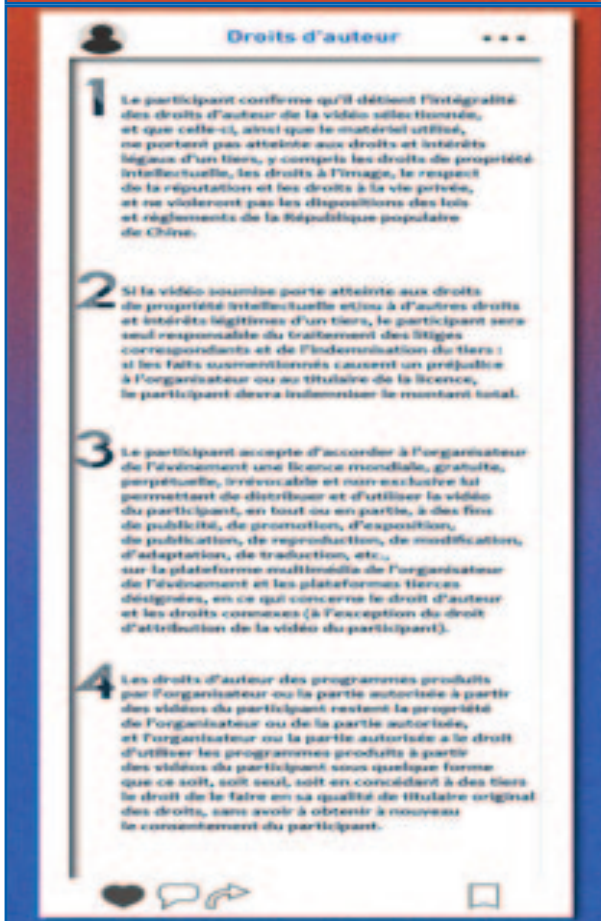 Droits d'auteur
1
Le participant confirme qu'il détient l'intégralité
des droits d'auteur de la vidéo sélectionnée,
et que celle-ci, ainsi que le matériel utilisé,
ne portent pas atteinte aux droits et intérêts
légaux d'un tiers, y compris les droits de propriété
intellectuelle, les droits à l'image, le respect
de la réputation et les droits à la vie privée,
et ne violeront pas les dispositions des lois
et règlements de la République populaire
de Chine.
2
Si la vidéo soumise porte atteinte aux droits
de propriété intellectuelle et/ou à d'autres droits
et intérêts légitimes d'un tiers, le participant sera
seul responsable du traitement des litiges
correspondants et de l'indemnisation du tiers :
si les faits susmentionnés causent un préjudice
à l'organisateur ou au titulaire de la licence,
le participant devra indemniser le montant total.
3
Le participant accepte d'accorder à l'organisateur
de l'événement une licence mondiale, gratuite,
perpétuelle, irrévocable et non-exclusive lui
permettant de distribuer et d'utiliser la vidéo
du participant, en tout ou en partie, à des fins
de publicité, de promotion, d'exposition,
de publication, de reproduction, de modification,
d'adaptation, de traduction, etc.,
sur la plateforme multimédia de l'organisateur
de l'événement et les plateformes tierces
désignées, en ce qui concerne le droit d'auteur
et les droits connexes (à l'exception du droit
d'attribution de la vidéo du participant).
4
Les droits d'auteur des programmes produits
par l'organisateur ou la partie autorisée à partir
des vidéos du participant restent la propriété
de l'organisateur ou de la partie autorisée,
et l'organisateur ou la partie autorisée a le droit
d'utiliser les programmes produits à partir
des vidéos du participant sous quelque forme
que ce soit, soit seul, soit en concédant à des tiers
le droit de le faire en sa qualité de titulaire original
des droits, sans avoir à obtenir à nouveau
le consentement du participant.